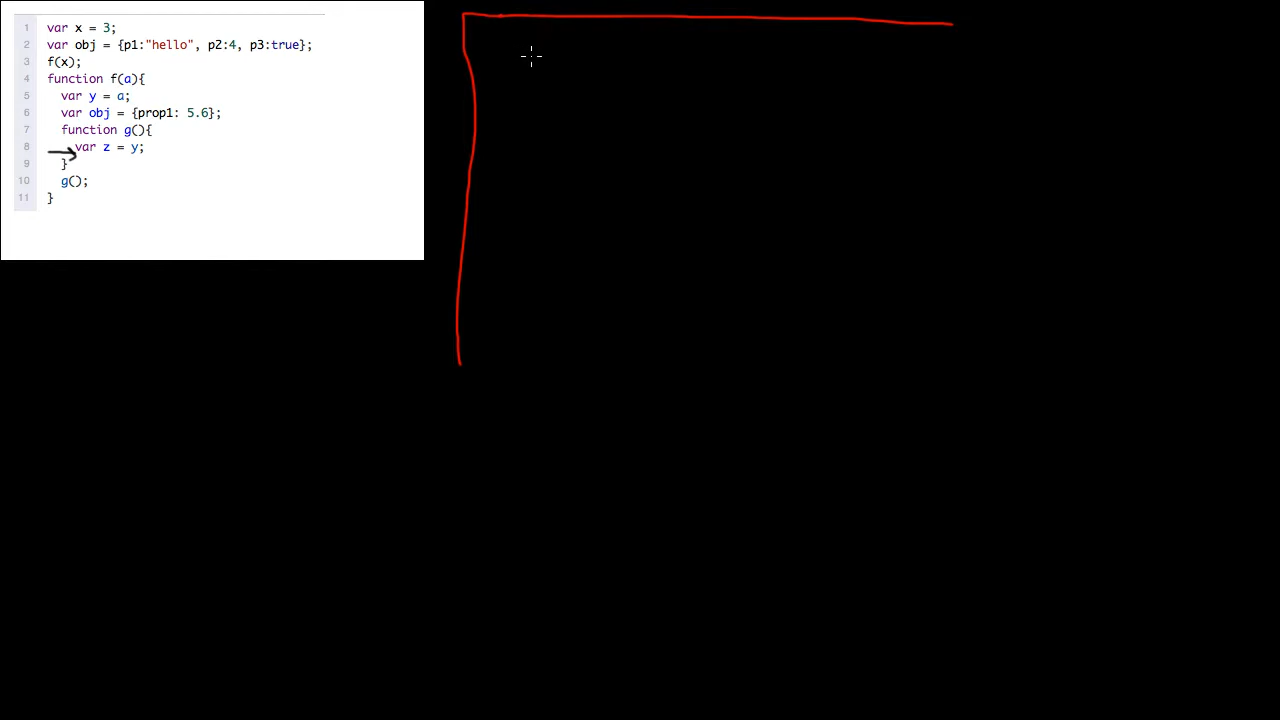 1 var x = 3;
2 var obj = {p1:"hello", p2:4, p3:true};
3 f(x);
4 function f(a){
5 var y = a;
6 var obj = {prop1: 5.6};
7 function g(){
8 var z = y;
9 }
10 g();
11 }